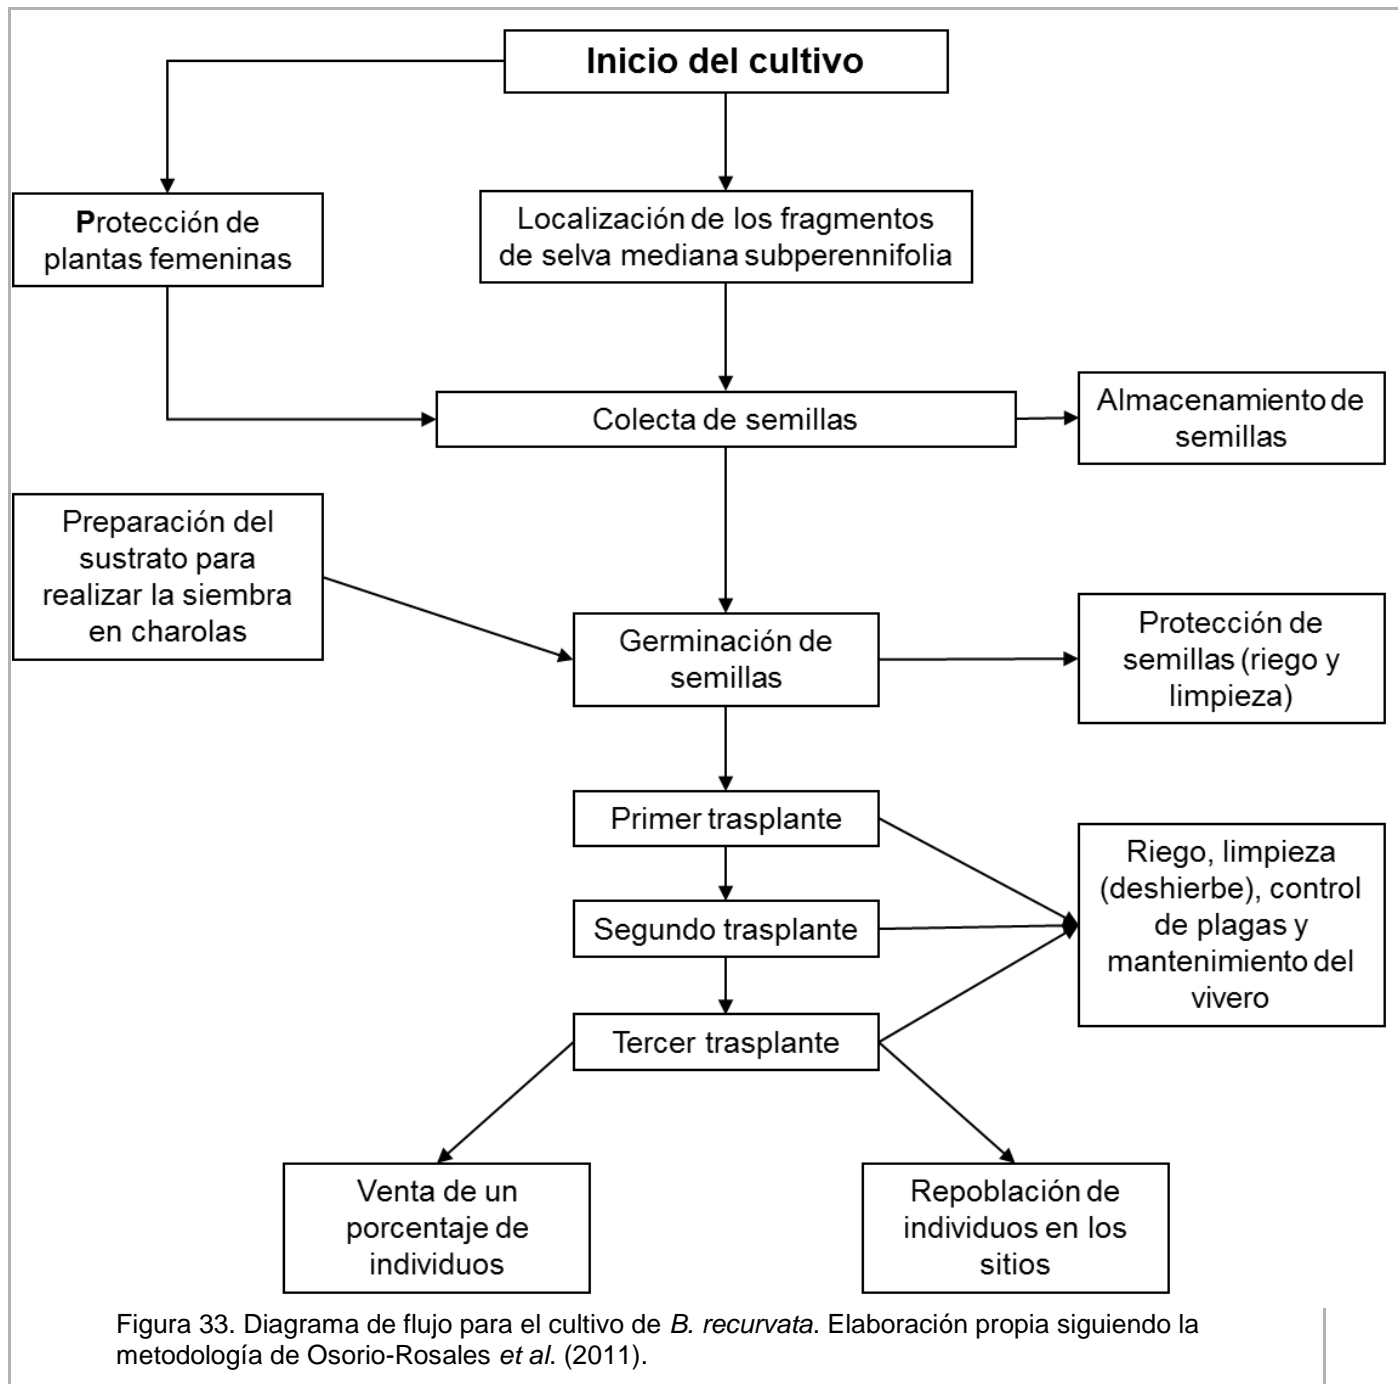 Inicio del cultivo
Protección de
plantas femeninas
Localización de los fragmentos
de selva mediana subperennifolia
Colecta de semillas
Almacenamiento de
semillas
Preparación del
sustrato para
realizar la siembra
en charolas
Germinación de
semillas
Protección de
semillas (riego y
limpieza)
Primer trasplante
Segundo trasplante
Tercer trasplante
Riego, limpieza
(deshierbe), control
de plagas y
mantenimiento del
vivero
Venta de un
porcentaje de
individuos
Repoblación de
individuos en los
sitios
Figura 33. Diagrama de flujo para el cultivo de B. recurvata. Elaboración propia siguiendo la
metodología de Osorio-Rosales et al. (2011).